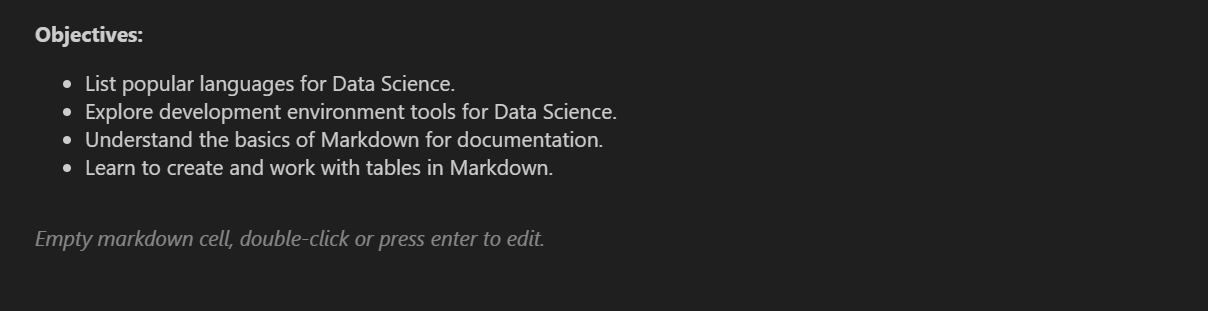 Objectives:
• List popular languages for Data Science.
• Explore development environment tools for Data Science.
• Understand the basics of Markdown for documentation.
• Learn to create and work with tables in Markdown.
Empty markdown cell, double-click or press enter to edit.